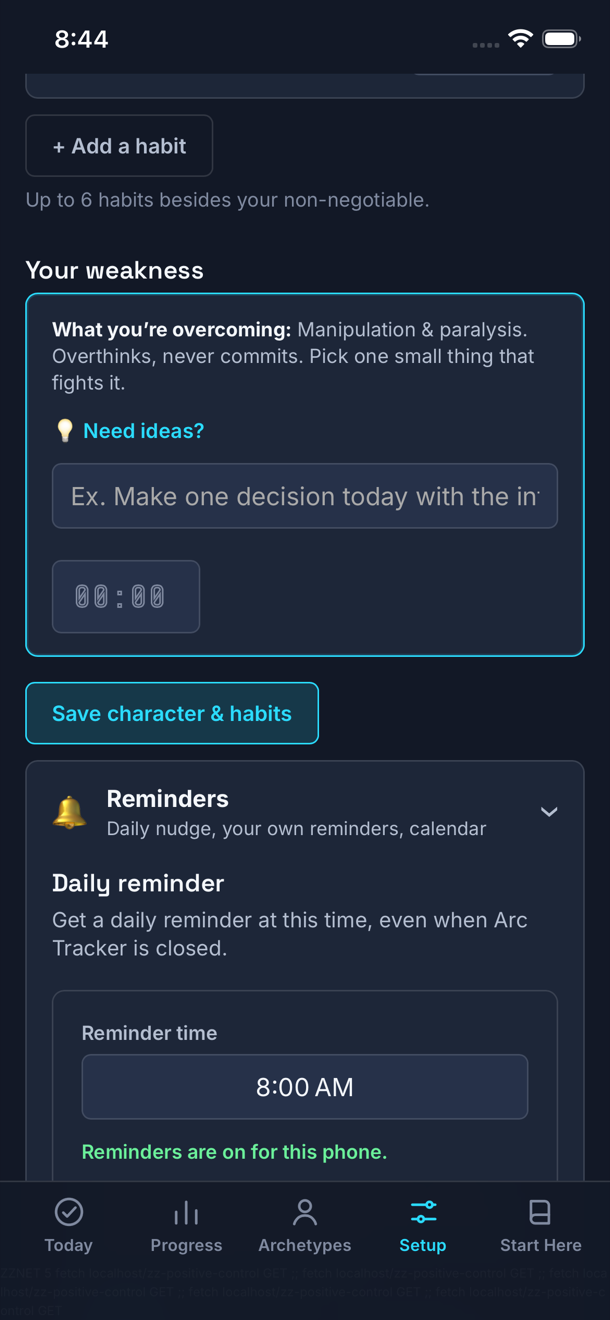 8:44
+ Add a habit
Up to 6 habits besides your non-negotiable.
Your weakness
What you’re overcoming: Manipulation & paralysis.
Overthinks, never commits. Pick one small thing that
fights it.
Need ideas?
Ex. Make one decision today with the in
00:00
Save character & habits
Reminders
Daily nudge, your own reminders, calendar
Daily reminder
Get a daily reminder at this time, even when Arc
Tracker is closed.
Reminder time
8:00 AM
Reminders are on for this phone.
Today Progress Archetypes Setup Start Here